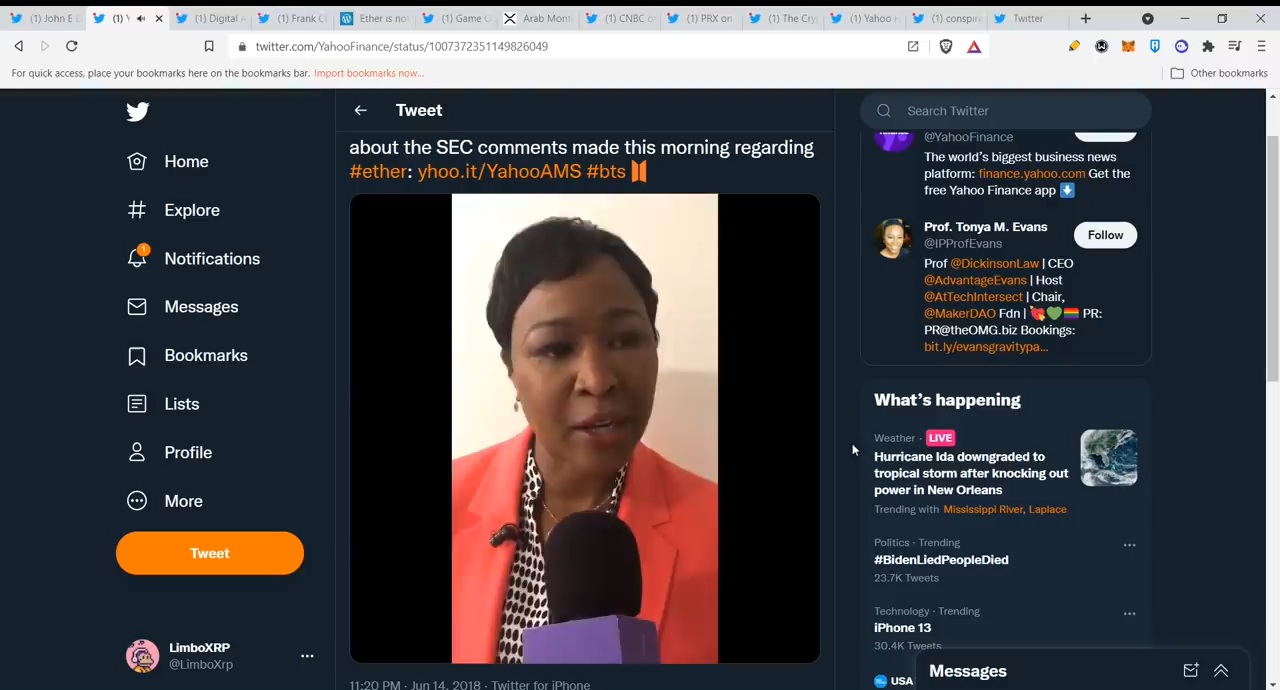 (1) John E D
(1) Y
(1) Digital A
(1) Frank C
Ether is no
(1) Game C
Arab Mont
(1) CNBC o
(1) PRX on
(1) The Cry
(1) Yahoo F
(1) conspira
Twitter
twitter.com/YahooFinance/status/1007372351149826049
For quick access, place your bookmarks here on the bookmarks bar. Import bookmarks now...
Other bookmarks
Home
Explore
1
Notifications
Messages
Bookmarks
Lists
Profile
More
Tweet
LimboXRP
@LimboXrp
Tweet
about the SEC comments made this morning regarding
#ether: yhoo.it/YahooAMS #bts
11:20 PM · Jun 14, 2018 · Twitter for iPhone
Search Twitter
@YahooFinance
The world's biggest business news
platform: finance.yahoo.com Get the
free Yahoo Finance app
Prof. Tonya M. Evans
@IPProfEvans
Follow
Prof @DickinsonLaw | CEO
@AdvantageEvans | Host
@AtTechIntersect | Chair,
@MakerDAO Fdn | PR:
PR@theOMG.biz Bookings:
bit.ly/evansgravitypa...
What's happening
Weather · LIVE
Hurricane Ida downgraded to
tropical storm after knocking out
power in New Orleans
Trending with Mississippi River, Laplace
Politics · Trending
#BidenLiedPeopleDied
23.7K Tweets
Technology · Trending
iPhone 13
30.4K Tweets
USA
Messages